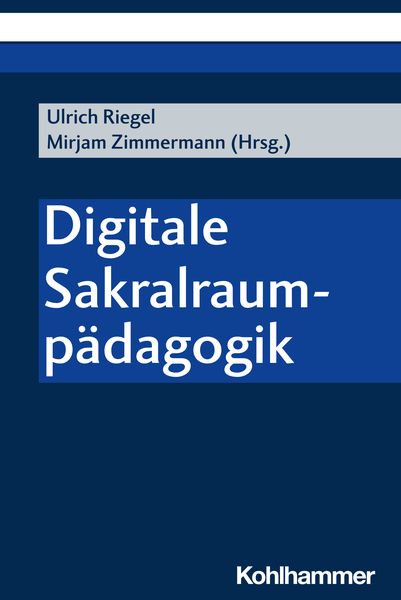 Ulrich Riegel
Mirjam Zimmermann (Hrsg.)
Digitale
Sakralraum-
pädagogik
Kohlhammer